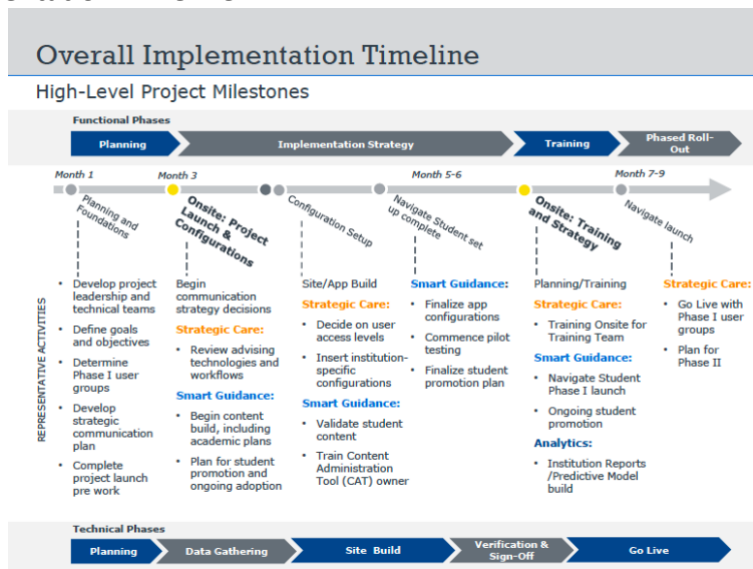 Overall Implementation Timeline
High-Level Project Milestones
Functional Phases
Planning
Implementation Strategy
Training
Phased Roll-
Out
Month 1
Month 3
Month 5-6
Month 7-9
Planning and
Foundations
Onsite: Project
Launch &
Configurations
Configuration Setup
Navigate Student set
up complete
Onsite: Training
and Strategy
Navigate launch
REPRESENTATIVE ACTIVITIES
• Develop project
leadership and
technical teams
• Define goals
and objectives
• Determine
Phase I user
groups
• Develop
strategic
communication
plan
• Complete
project launch
pre work
Begin
communication
strategy decisions
Strategic Care:
• Review advising
technologies and
workflows
Smart Guidance:
• Begin content
build, including
academic plans
• Plan for student
promotion and
ongoing adoption
Site/App Build
Strategic Care:
• Decide on user
access levels
• Insert institution-
specific
configurations
Smart Guidance:
• Validate student
content
• Train Content
Administration
Tool (CAT) owner
Smart Guidance:
• Finalize app
configurations
• Commence pilot
testing
• Finalize student
promotion plan
Planning/Training
Strategic Care:
• Training Onsite for
Training Team
Smart Guidance:
• Navigate Student
Phase I launch
• Ongoing student
promotion
Analytics:
• Institution Reports
/Predictive Model
build
Strategic Care:
• Go Live with
Phase I user
groups
• Plan for
Phase II
Technical Phases
Planning
Data Gathering
Site Build
Verification &
Sign-Off
Go Live